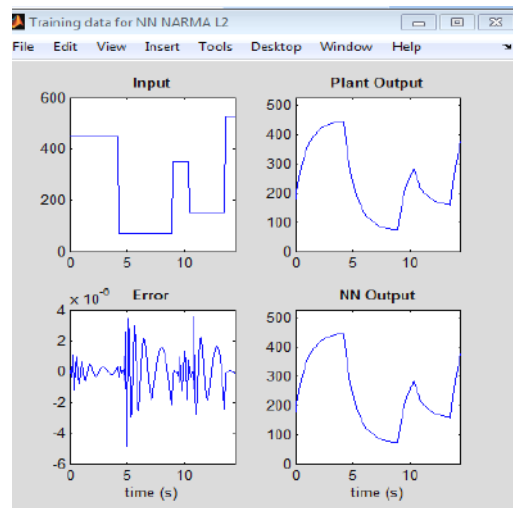 Training data for NN NARMA L2
File Edit View Insert Tools Desktop Window Help
Input
600
400
200
0
0 5 10
Plant Output
500
400
300
200
100
0
0 5 10
x 10⁻⁶ Error
4
2
0
-2
-4
-6
0 5 10
time (s)
NN Output
500
400
300
200
100
0
0 5 10
time (s)